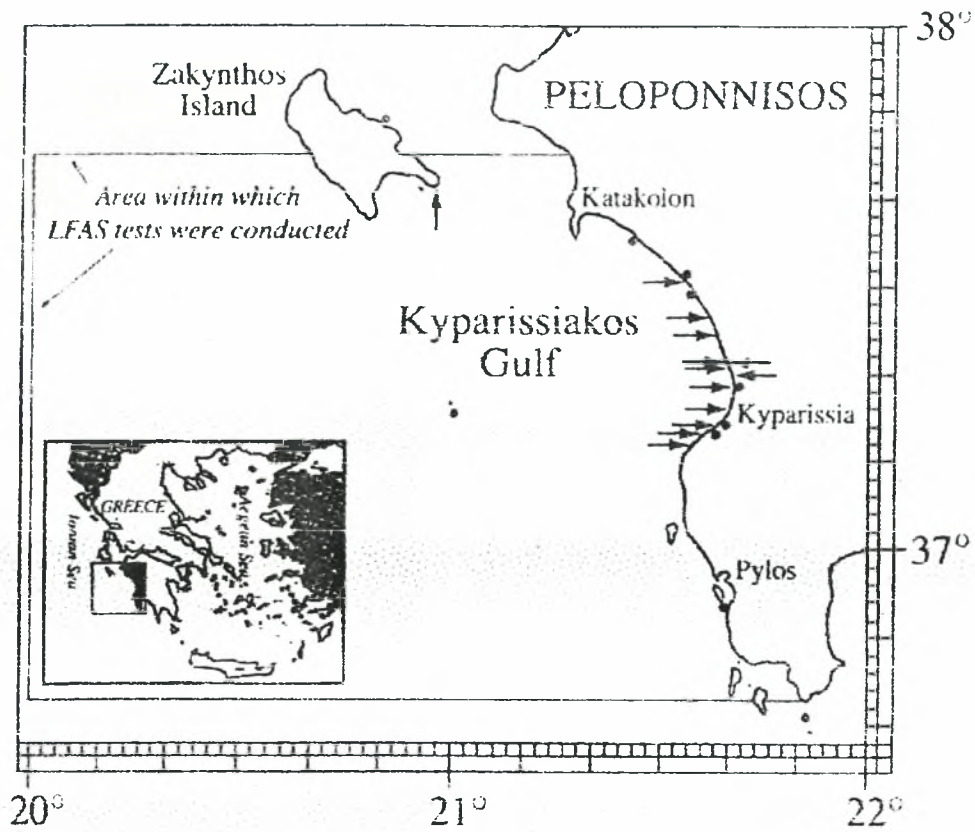 38°
Zakynthos
Island
PELOPONNISOS
Area within which
LFAS tests were conducted
Katakolon
Kyparissiakos
Gulf
Kyparissia
GREECE
Aegean Sea
Ionian Sea
37°
Pylos
20°
21°
22°